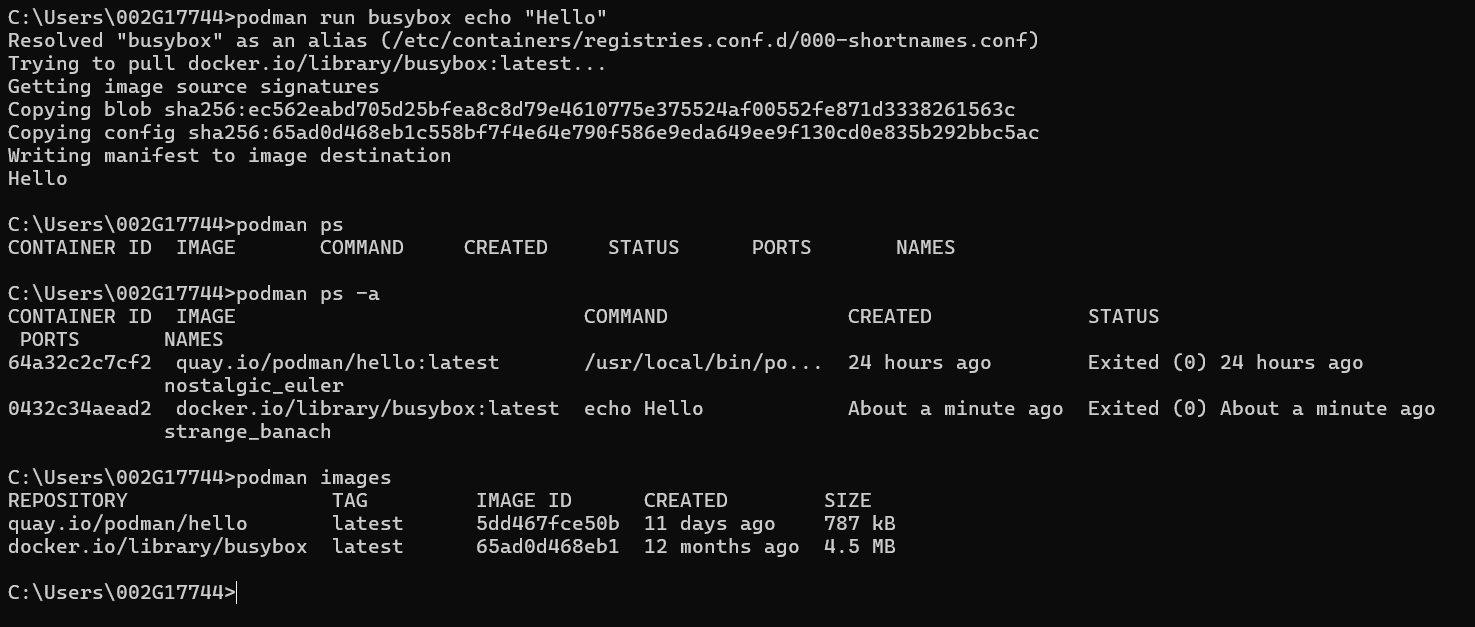 C:\Users\002G17744>podman run busybox echo "Hello"
Resolved "busybox" as an alias (/etc/containers/registries.conf.d/000-shortnames.conf)
Trying to pull docker.io/library/busybox:latest...
Getting image source signatures
Copying blob sha256:ec562eabd705d25bfea8c8d79e4610775e375524af00552fe871d3338261563c
Copying config sha256:65ad0d468eb1c558bf7f4e64e790f586e9eda649ee9f130cd0e835b292bbc5ac
Writing manifest to image destination
Hello
C:\Users\002G17744>podman ps
CONTAINER ID  IMAGE       COMMAND     CREATED     STATUS      PORTS       NAMES
C:\Users\002G17744>podman ps -a
CONTAINER ID  IMAGE                             COMMAND               CREATED             STATUS
 PORTS       NAMES
64a32c2c7cf2  quay.io/podman/hello:latest       /usr/local/bin/po...  24 hours ago        Exited (0) 24 hours ago
             nostalgic_euler
0432c34aead2  docker.io/library/busybox:latest  echo Hello            About a minute ago  Exited (0) About a minute ago
             strange_banach
C:\Users\002G17744>podman images
REPOSITORY                 TAG         IMAGE ID      CREATED        SIZE
quay.io/podman/hello       latest      5dd467fce50b  11 days ago    787 kB
docker.io/library/busybox  latest      65ad0d468eb1  12 months ago  4.5 MB
C:\Users\002G17744>